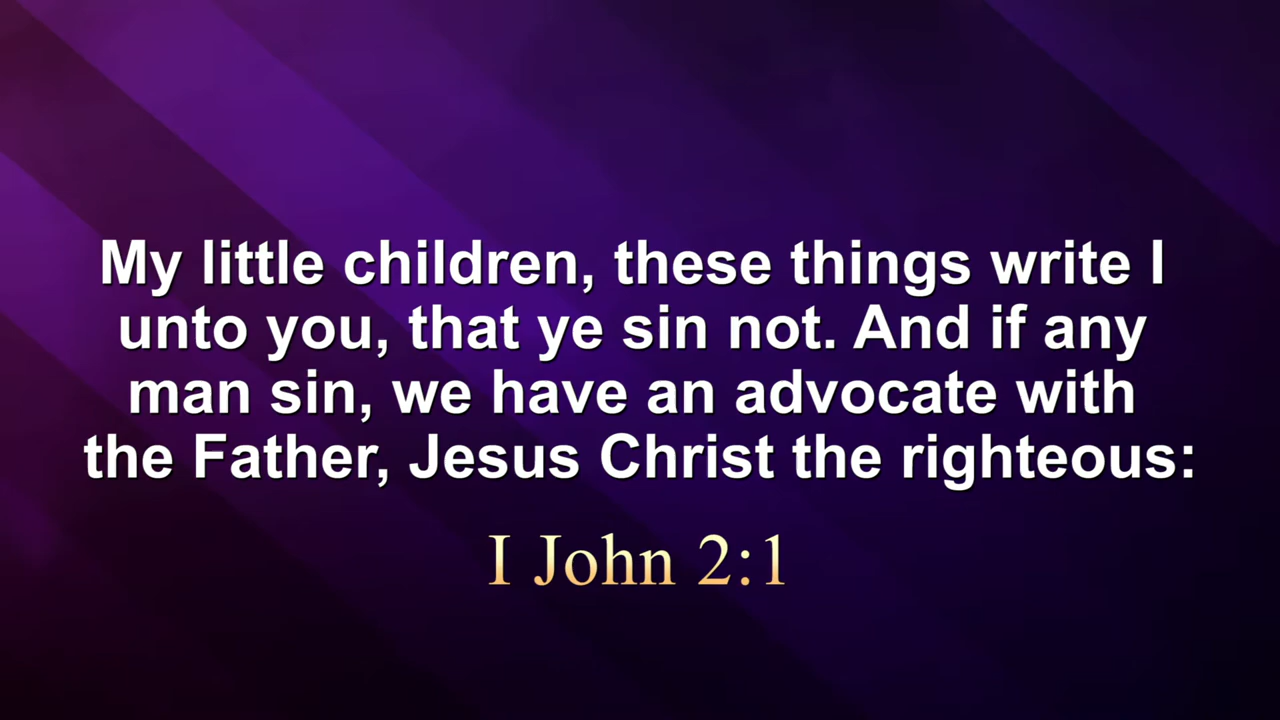 My little children, these things write I
unto you, that ye sin not. And if any
man sin, we have an advocate with
the Father, Jesus Christ the righteous:
I John 2:1